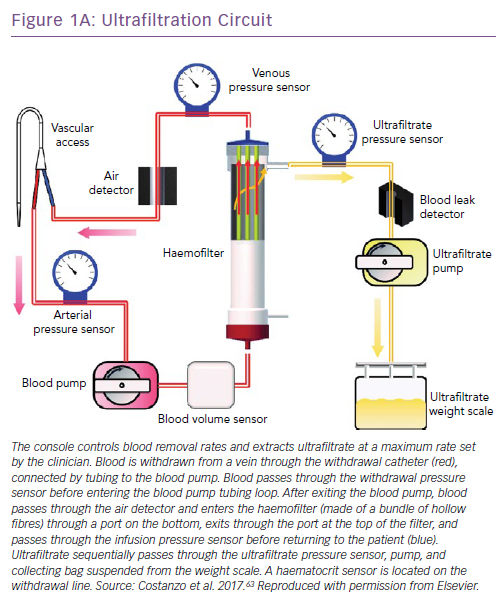 Figure 1A: Ultrafiltration Circuit
Venous
pressure sensor
Vascular
access
Ultrafiltrate
pressure sensor
Air
detector
Blood leak
detector
Haemofilter
Ultrafiltrate
pump
Arterial
pressure sensor
Blood pump
Blood volume sensor
Ultrafiltrate
weight scale
The console controls blood removal rates and extracts ultrafiltrate at a maximum rate set
by the clinician. Blood is withdrawn from a vein through the withdrawal catheter (red),
connected by tubing to the blood pump. Blood passes through the withdrawal pressure
sensor before entering the blood pump tubing loop. After exiting the blood pump, blood
passes through the air detector and enters the haemofilter (made of a bundle of hollow
fibres) through a port on the bottom, exits through the port at the top of the filter, and
passes through the infusion pressure sensor before returning to the patient (blue).
Ultrafiltrate sequentially passes through the ultrafiltrate pressure sensor, pump, and
collecting bag suspended from the weight scale. A haematocrit sensor is located on the
withdrawal line. Source: Costanzo et al. 2017.⁶³ Reproduced with permission from Elsevier.